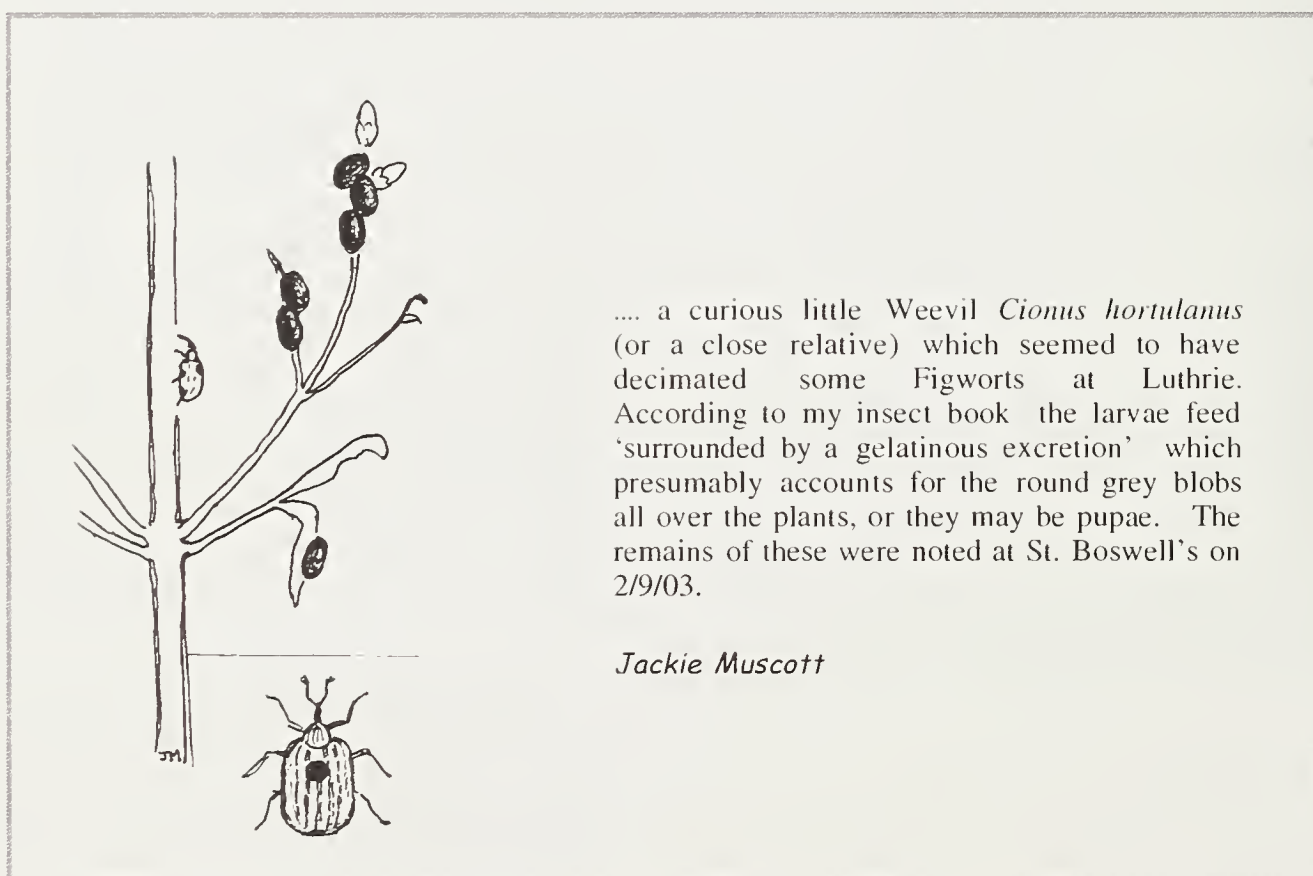 .... a curious little Weevil Cionus hortulanus
(or a close relative) which seemed to have
decimated some Figworts at Luthrie.
According to my insect book the larvae feed
‘surrounded by a gelatinous excretion’ which
presumably accounts for the round grey blobs
all over the plants, or they may be pupae. The
remains of these were noted at St. Boswell’s on
2/9/03.
Jackie Muscott
JM